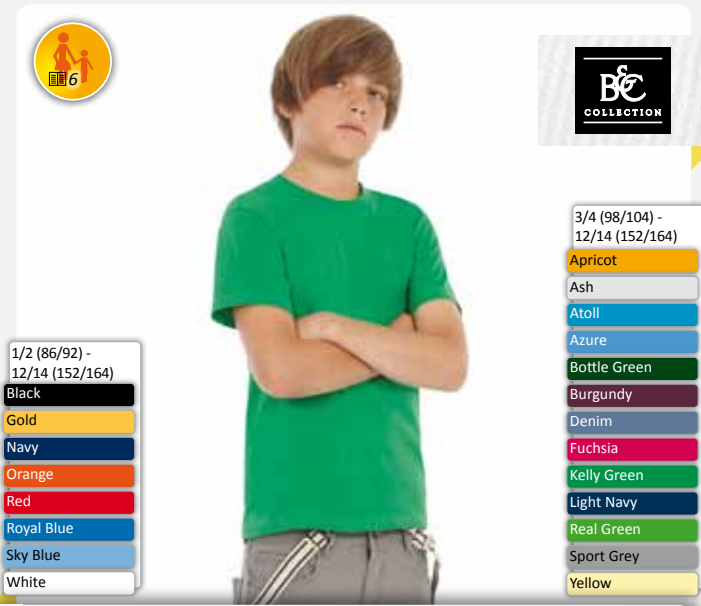 6
B&C
COLLECTION
3/4 (98/104) -
12/14 (152/164)
Apricot
Ash
Atoll
Azure
Bottle Green
Burgundy
Denim
Fuchsia
Kelly Green
Light Navy
Real Green
Sport Grey
Yellow
1/2 (86/92) -
12/14 (152/164)
Black
Gold
Navy
Orange
Red
Royal Blue
Sky Blue
White